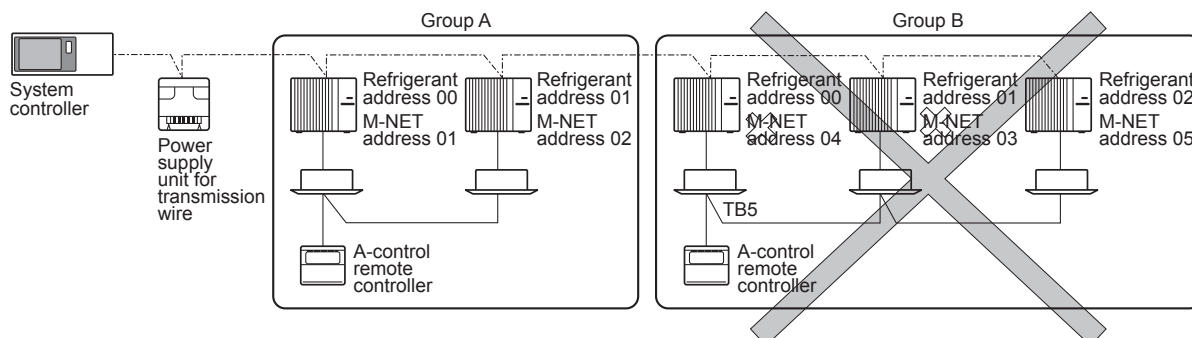 Group A
Group B
System
controller
Power
supply
unit for
transmission
wire
Refrigerant
address 00
M-NET
address 01
Refrigerant
address 01
M-NET
address 02
A-control
remote
controller
Refrigerant
address 00
M-NET
address 04
Refrigerant
address 01
M-NET
address 03
Refrigerant
address 02
M-NET
address 05
TB5
A-control
remote
controller